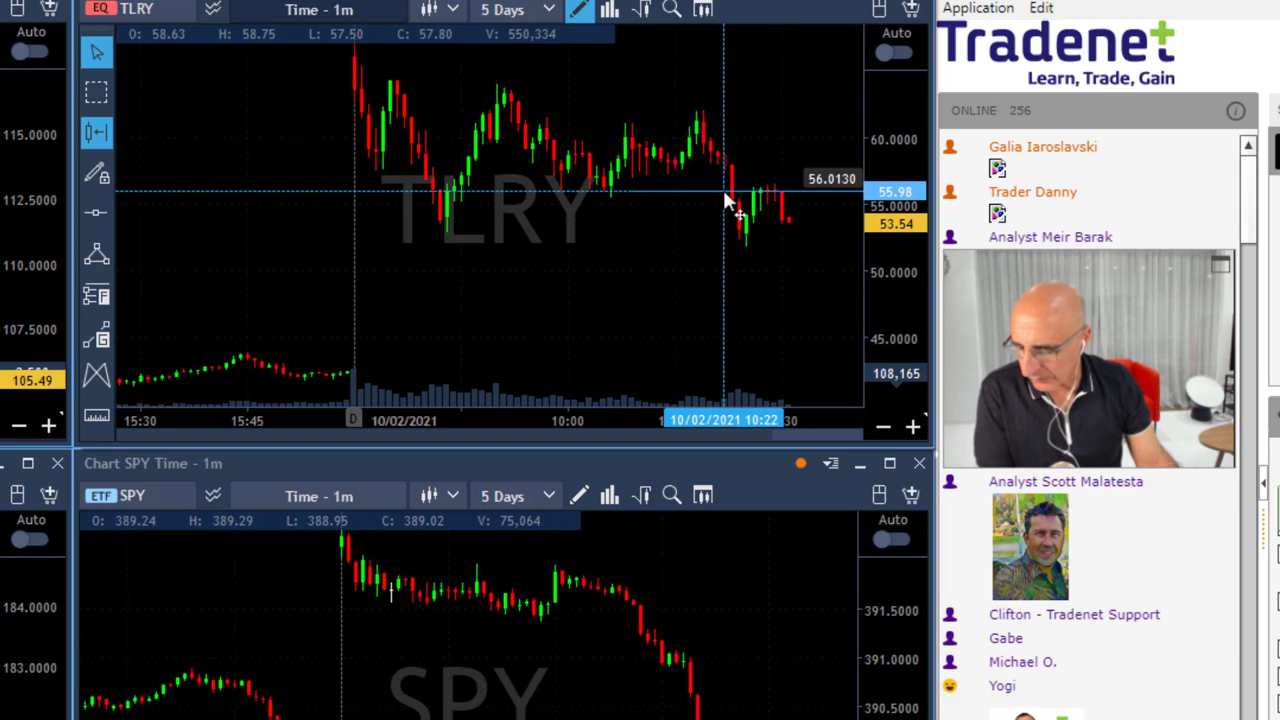 Auto
115.0000
112.5000
110.0000
107.5000
105.49
EQ TLRY
Time - 1m
5 Days
O: 58.63 H: 58.75 L: 57.50 C: 57.80 V: 550,334
Auto
TLRY
60.0000
56.0130
55.98
55.0000
53.54
50.0000
45.0000
108,165
15:30
15:45
D
10/02/2021
10:00
10/02/2021 10:22
30
Chart SPY Time - 1m
ETF SPY
Time - 1m
5 Days
O: 389.24 H: 389.29 L: 388.95 C: 389.02 V: 75,064
Auto
Auto
184.0000
183.0000
SPY
391.5000
391.0000
390.5000
Application Edit
Tradenet
Learn, Trade, Gain
ONLINE 256
Galia Iaroslavski
Trader Danny
Analyst Meir Barak
Analyst Scott Malatesta
Clifton - Tradenet Support
Gabe
Michael O.
Yogi